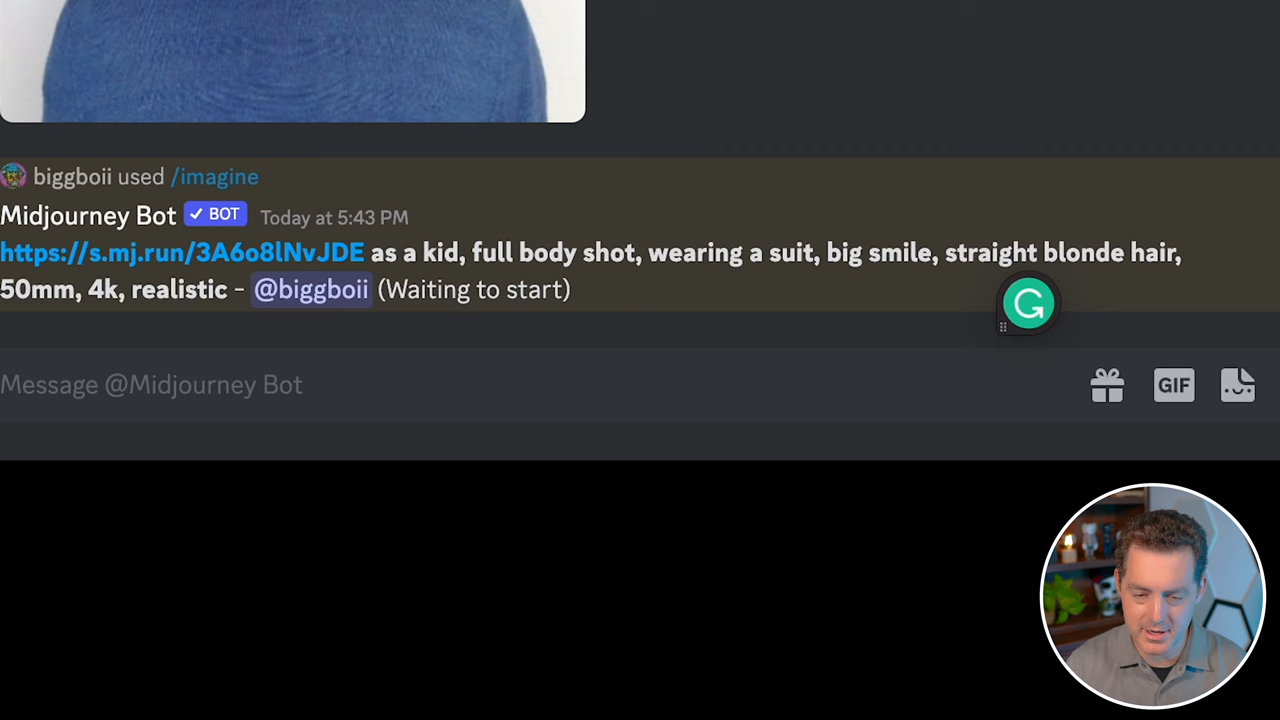 biggboii used /imagine
Midjourney Bot ✓ BOT Today at 5:43 PM
https://s.mj.run/3A6o8lNvJDE as a kid, full body shot, wearing a suit, big smile, straight blonde hair,
50mm, 4k, realistic - @biggboii (Waiting to start)
Message @Midjourney Bot
GIF